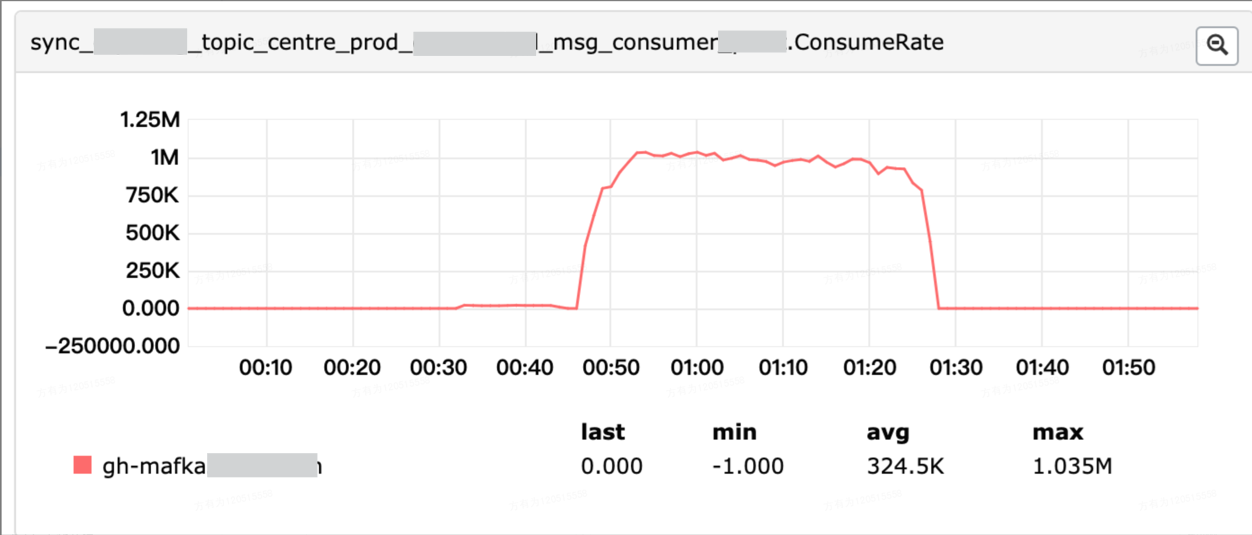 sync_ _topic_centre_prod_ l_msg_consumer_ .ConsumeRate
1.25M
1M
750K
500K
250K
0.000
−250000.000
00:10 00:20 00:30 00:40 00:50 01:00 01:10 01:20 01:30 01:40 01:50
last min avg max
gh-mafka 0.000 -1.000 324.5K 1.035M